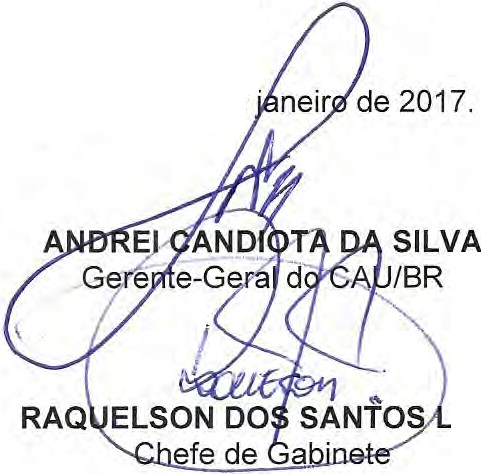 janeiro de 2017.
ANDREI CANDIOTA DA SILVA
Gerente-Geral do CAU/BR
RAQUELSON DOS SANTOS L
Chefe de Gabinete